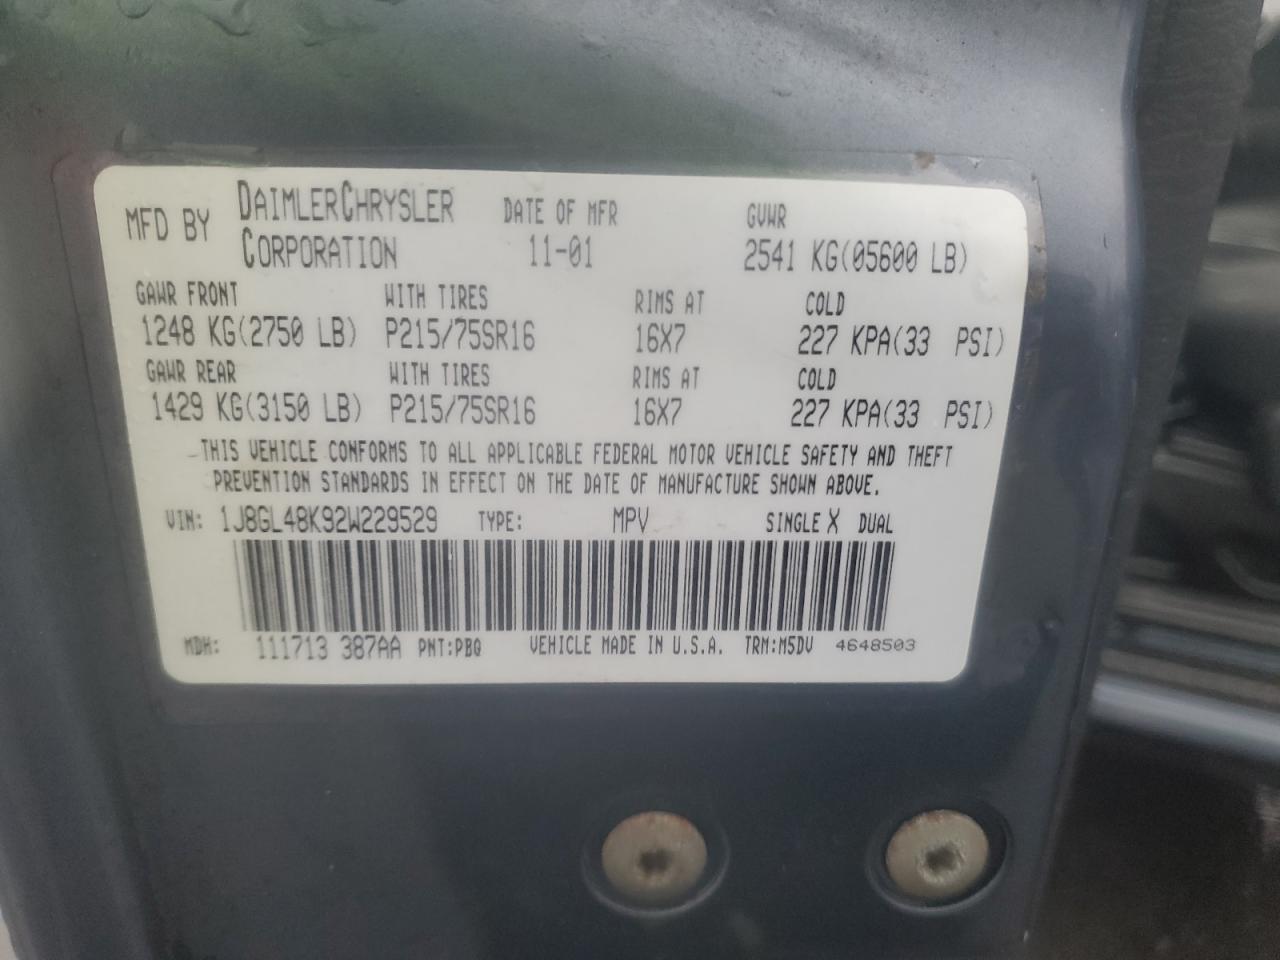 MFD BY DAIMLERCHRYSLER CORPORATION DATE OF MFR 11-01 GVWR 2541 KG(05600 LB)
GAWR FRONT WITH TIRES RIMS AT COLD
1248 KG(2750 LB) P215/75SR16 16X7 227 KPA(33 PSI)
GAWR REAR WITH TIRES RIMS AT COLD
1429 KG(3150 LB) P215/75SR16 16X7 227 KPA(33 PSI)
THIS VEHICLE CONFORMS TO ALL APPLICABLE FEDERAL MOTOR VEHICLE SAFETY AND THEFT
PREVENTION STANDARDS IN EFFECT ON THE DATE OF MANUFACTURE SHOWN ABOVE.
VIN: 1J8GL48K92W229529 TYPE: MPV SINGLE X DUAL
MDH: 111713 387AA PNT:PBQ VEHICLE MADE IN U.S.A. TRM:M5DV 4648503